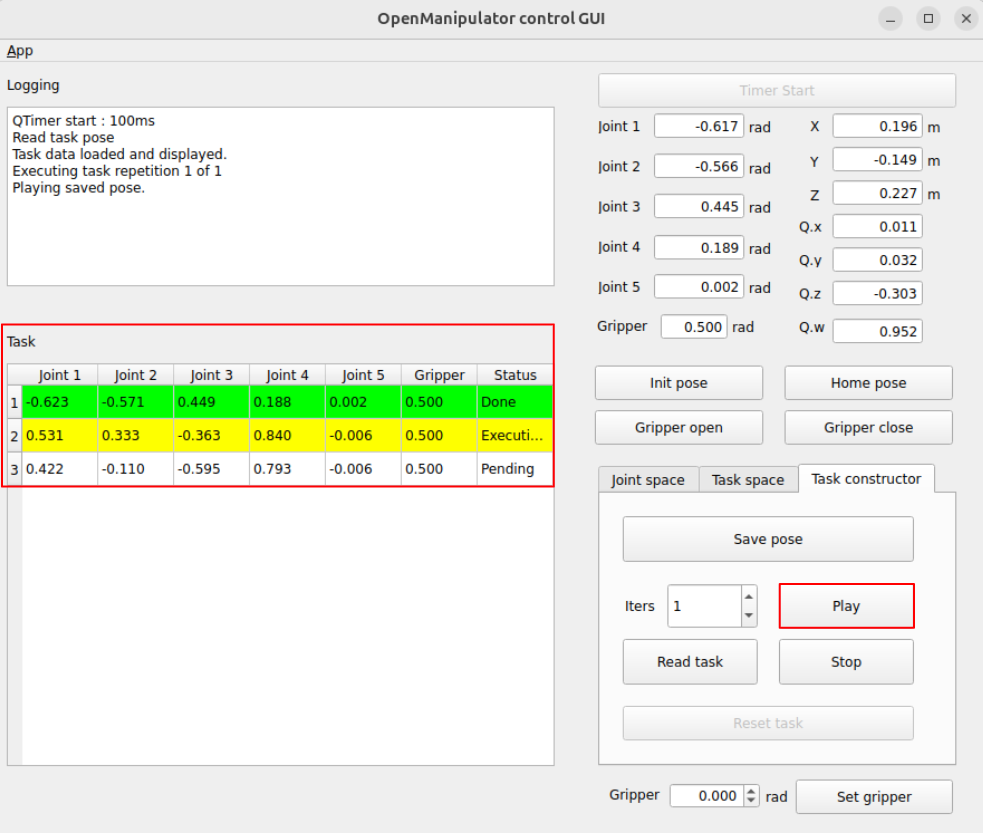 OpenManipulator control GUI
App
Logging
QTimer start : 100ms
Read task pose
Task data loaded and displayed.
Executing task repetition 1 of 1
Playing saved pose.
Timer Start
Joint 1 -0.617 rad X 0.196 m
Joint 2 -0.566 rad Y -0.149 m
Joint 3 0.445 rad Z 0.227 m
Q.x 0.011
Joint 4 0.189 rad
Q.y 0.032
Joint 5 0.002 rad
Q.z -0.303
Gripper 0.500 rad Q.w 0.952
Task
Joint 1 Joint 2 Joint 3 Joint 4 Joint 5 Gripper Status
1 -0.623 -0.571 0.449 0.188 0.002 0.500 Done
2 0.531 0.333 -0.363 0.840 -0.006 0.500 Executi...
3 0.422 -0.110 -0.595 0.793 -0.006 0.500 Pending
Init pose Home pose
Gripper open Gripper close
Joint space Task space Task constructor
Save pose
Iters 1 Play
Read task Stop
Reset task
Gripper 0.000 rad Set gripper